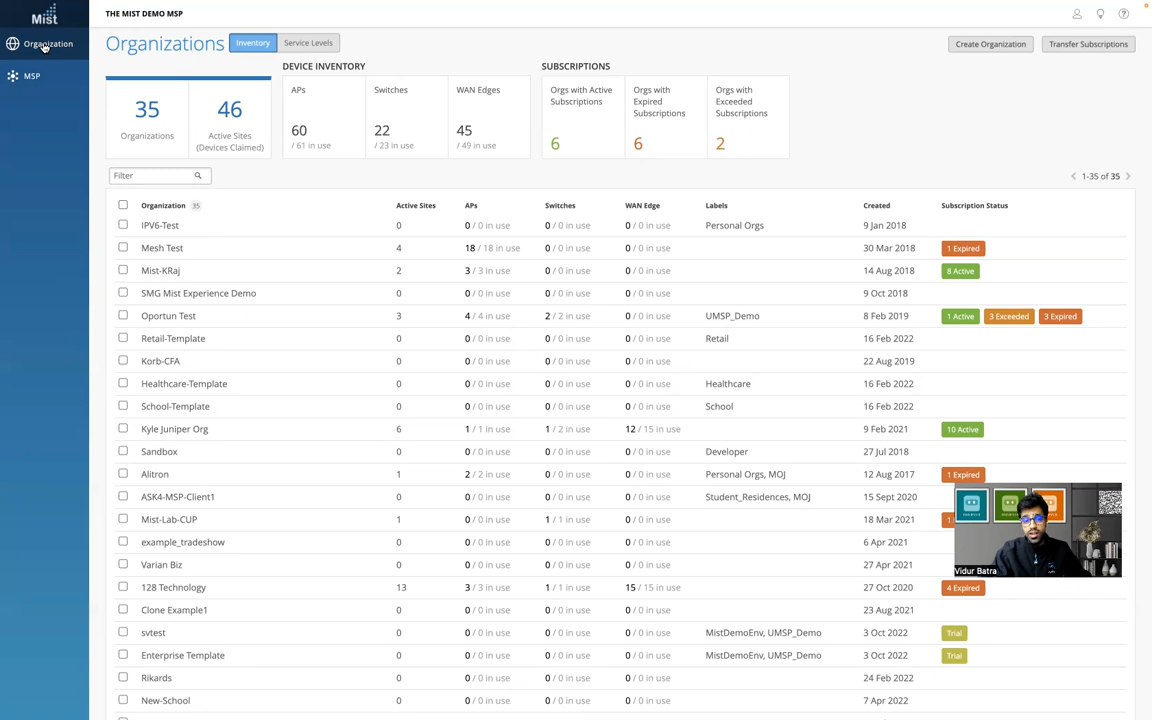 Mist
THE MIST DEMO MSP
Organization
MSP
Organizations
Inventory
Service Levels
Create Organization
Transfer Subscriptions
35
Organizations
46
Active Sites
(Devices Claimed)
DEVICE INVENTORY
APs
60
/ 61 in use
Switches
22
/ 23 in use
WAN Edges
45
/ 49 in use
SUBSCRIPTIONS
Orgs with Active
Subscriptions
6
Orgs with
Expired
Subscriptions
6
Orgs with
Exceeded
Subscriptions
2
Filter
1-35 of 35
Organization 35 Active Sites APs Switches WAN Edge Labels Created Subscription Status
IPV6-Test 0 0 / 0 in use 0 / 0 in use 0 / 0 in use Personal Orgs 9 Jan 2018
Mesh Test 4 18 / 18 in use 0 / 0 in use 0 / 0 in use 30 Mar 2018 1 Expired
Mist-KRaj 2 3 / 3 in use 0 / 0 in use 0 / 0 in use 14 Aug 2018 8 Active
SMG Mist Experience Demo 0 0 / 0 in use 0 / 0 in use 0 / 0 in use 9 Oct 2018
Oportun Test 3 4 / 4 in use 2 / 2 in use 0 / 0 in use UMSP_Demo 8 Feb 2019 1 Active 3 Exceeded 3 Expired
Retail-Template 0 0 / 0 in use 0 / 0 in use 0 / 0 in use Retail 16 Feb 2022
Korb-CFA 0 0 / 0 in use 0 / 0 in use 0 / 0 in use 22 Aug 2019
Healthcare-Template 0 0 / 0 in use 0 / 0 in use 0 / 0 in use Healthcare 16 Feb 2022
School-Template 0 0 / 0 in use 0 / 0 in use 0 / 0 in use School 16 Feb 2022
Kyle Juniper Org 6 1 / 1 in use 1 / 2 in use 12 / 15 in use 9 Feb 2021 10 Active
Sandbox 0 0 / 0 in use 0 / 0 in use 0 / 0 in use Developer 27 Jul 2018
Alitron 1 2 / 2 in use 0 / 0 in use 0 / 0 in use Personal Orgs, MOJ 12 Aug 2017 1 Expired
ASK4-MSP-Client1 0 0 / 0 in use 0 / 0 in use 0 / 0 in use Student_Residences, MOJ 15 Sept 2020
Mist-Lab-CUP 1 0 / 0 in use 1 / 1 in use 0 / 0 in use 18 Mar 2021 1
example_tradeshow 0 0 / 0 in use 0 / 0 in use 0 / 0 in use 6 Apr 2021
Varian Biz 0 0 / 0 in use 0 / 0 in use 0 / 0 in use 27 Apr 2021
Vidur Batra
128 Technology 13 3 / 3 in use 1 / 1 in use 15 / 15 in use 27 Oct 2020 4 Expired
Clone Example1 0 0 / 0 in use 0 / 0 in use 0 / 0 in use 23 Aug 2021
svtest 0 0 / 0 in use 0 / 0 in use 0 / 0 in use MistDemoEnv, UMSP_Demo 3 Oct 2022 Trial
Enterprise Template 0 0 / 0 in use 0 / 0 in use 0 / 0 in use MistDemoEnv, UMSP_Demo 3 Oct 2022 Trial
Rikards 0 0 / 0 in use 0 / 0 in use 0 / 0 in use 24 Feb 2022
New-School 0 0 / 0 in use 0 / 0 in use 0 / 0 in use 7 Apr 2022